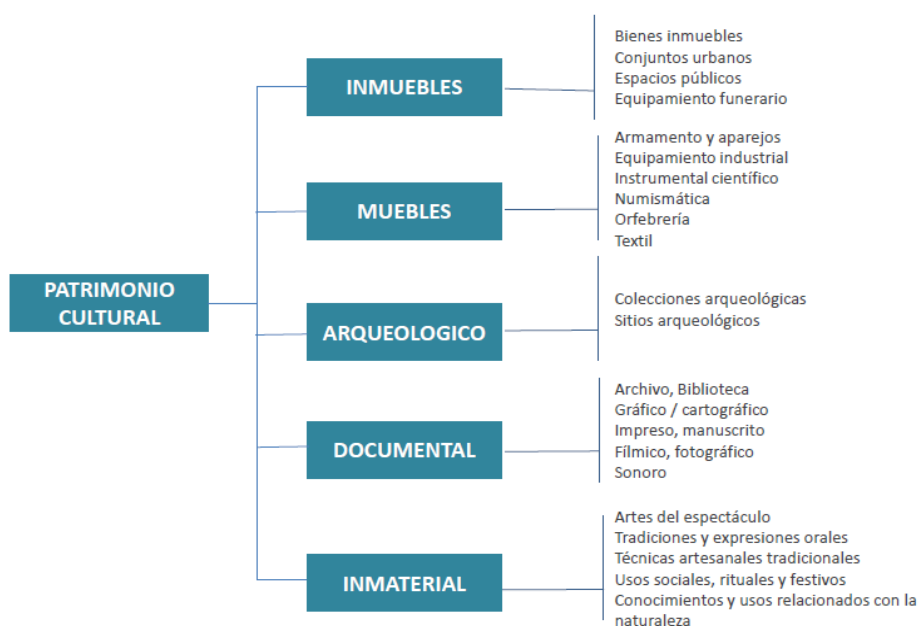 PATRIMONIO
CULTURAL
INMUEBLES
Bienes inmuebles
Conjuntos urbanos
Espacios públicos
Equipamiento funerario
MUEBLES
Armamento y aparejos
Equipamiento industrial
Instrumental científico
Numismática
Orfebrería
Textil
ARQUEOLOGICO
Colecciones arqueológicas
Sitios arqueológicos
DOCUMENTAL
Archivo, Biblioteca
Gráfico / cartográfico
Impreso, manuscrito
Fílmico, fotográfico
Sonoro
INMATERIAL
Artes del espectáculo
Tradiciones y expresiones orales
Técnicas artesanales tradicionales
Usos sociales, rituales y festivos
Conocimientos y usos relacionados con la
naturaleza